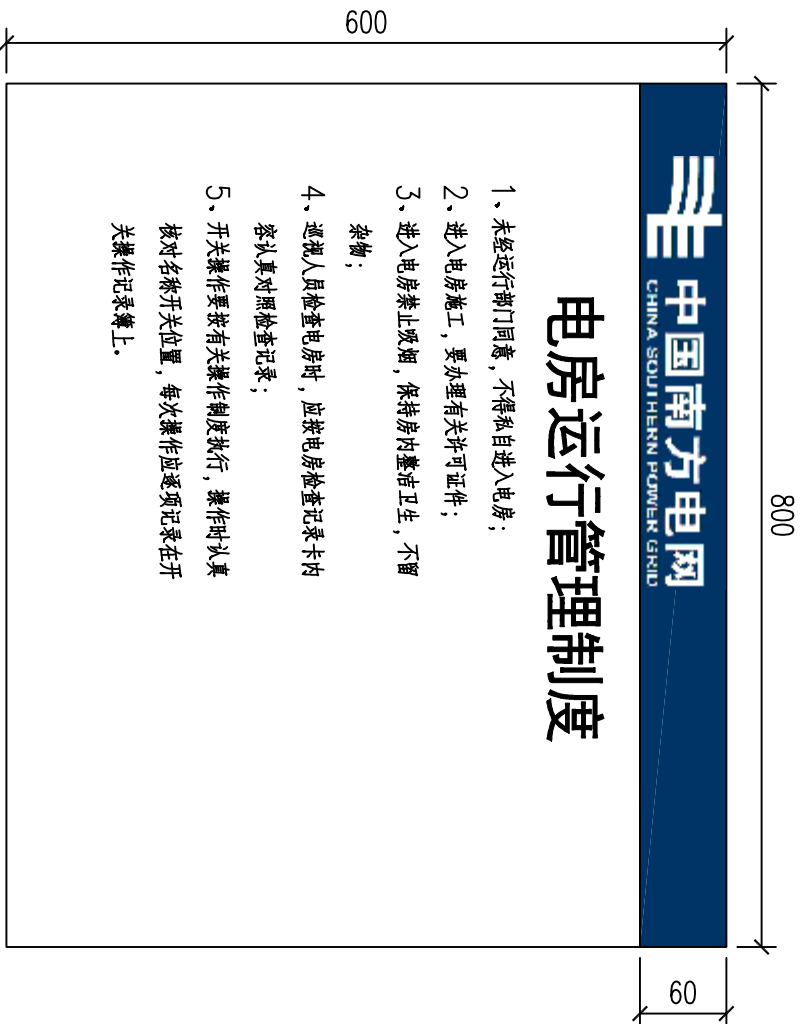 600
800
60
中国南方电网
CHINA SOUTHERN POWER GRID
电房运行管理制度
1、未经运行部门同意，不得私自进入电房；
2、进入电房施工，要办理有关许可证件；
3、进入电房禁止吸烟，保持房内整洁卫生，不留
杂物；
4、巡视人员检查电房时，应按电房检查记录卡内
容认真对照检查记录；
5、开关操作要按有关操作制度执行，操作时认真
核对名称开关位置，每次操作应逐项记录在开
关操作记录簿上。